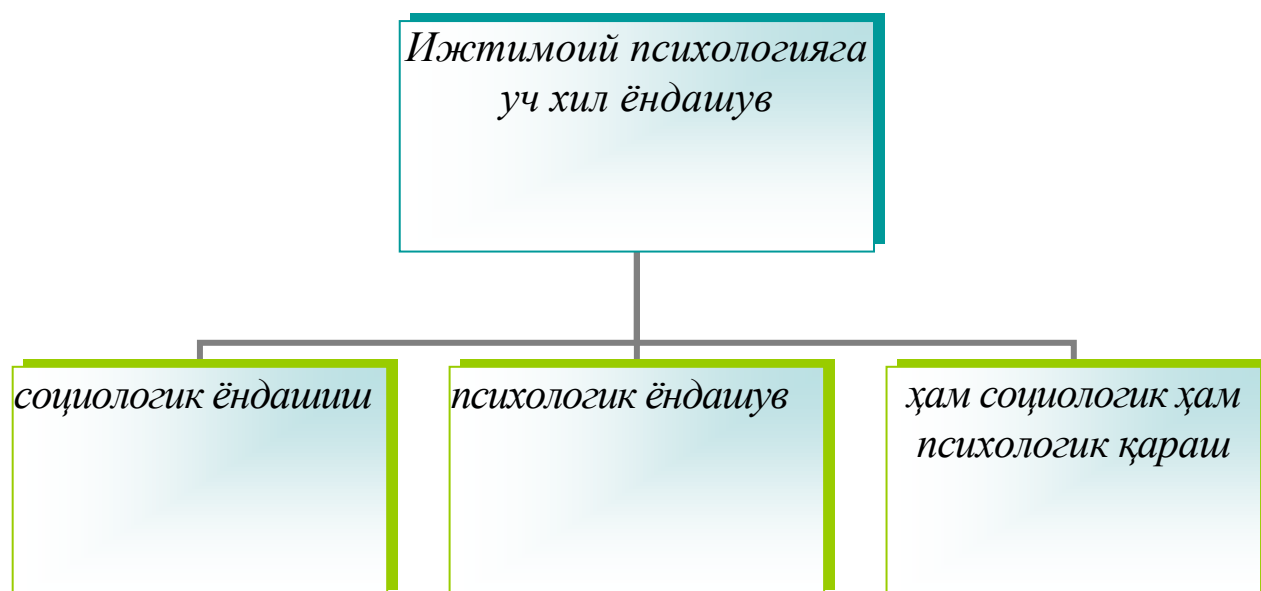 Ижтимоий психологияга
уч хил ёндашув
социологик ёндашиш
психологик ёндашув
ҳам социологик ҳам
психологик қараш